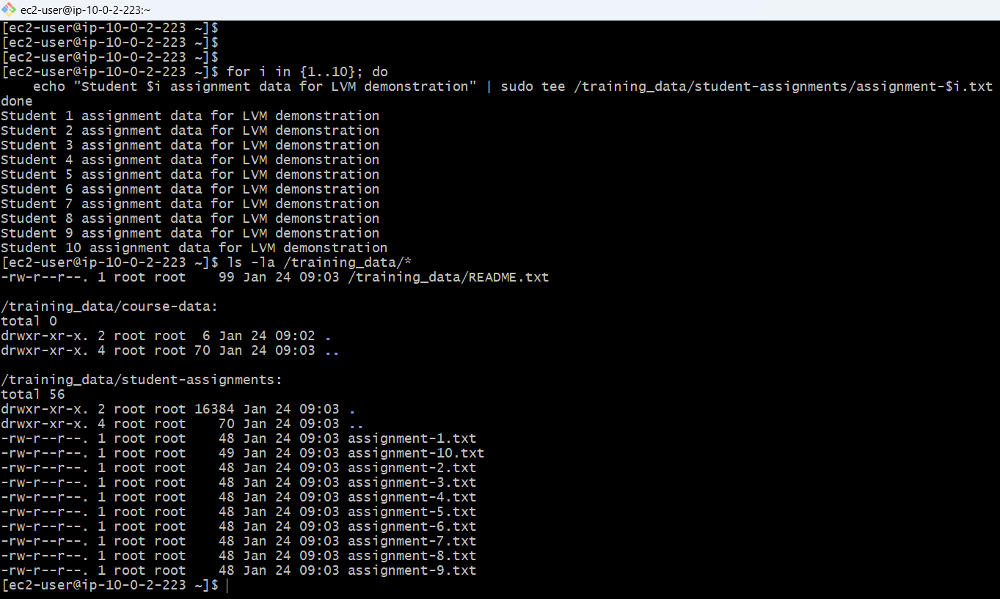 ec2-user@ip-10-0-2-223:~
[ec2-user@ip-10-0-2-223 ~]$
[ec2-user@ip-10-0-2-223 ~]$
[ec2-user@ip-10-0-2-223 ~]$
[ec2-user@ip-10-0-2-223 ~]$ for i in {1..10}; do
    echo "Student $i assignment data for LVM demonstration" | sudo tee /training_data/student-assignments/assignment-$i.txt
done
Student 1 assignment data for LVM demonstration
Student 2 assignment data for LVM demonstration
Student 3 assignment data for LVM demonstration
Student 4 assignment data for LVM demonstration
Student 5 assignment data for LVM demonstration
Student 6 assignment data for LVM demonstration
Student 7 assignment data for LVM demonstration
Student 8 assignment data for LVM demonstration
Student 9 assignment data for LVM demonstration
Student 10 assignment data for LVM demonstration
[ec2-user@ip-10-0-2-223 ~]$ ls -la /training_data/*
-rw-r--r--. 1 root root    99 Jan 24 09:03 /training_data/README.txt

/training_data/course-data:
total 0
drwxr-xr-x. 2 root root  6 Jan 24 09:02 .
drwxr-xr-x. 4 root root 70 Jan 24 09:03 ..

/training_data/student-assignments:
total 56
drwxr-xr-x. 2 root root 16384 Jan 24 09:03 .
drwxr-xr-x. 4 root root    70 Jan 24 09:03 ..
-rw-r--r--. 1 root root    48 Jan 24 09:03 assignment-1.txt
-rw-r--r--. 1 root root    49 Jan 24 09:03 assignment-10.txt
-rw-r--r--. 1 root root    48 Jan 24 09:03 assignment-2.txt
-rw-r--r--. 1 root root    48 Jan 24 09:03 assignment-3.txt
-rw-r--r--. 1 root root    48 Jan 24 09:03 assignment-4.txt
-rw-r--r--. 1 root root    48 Jan 24 09:03 assignment-5.txt
-rw-r--r--. 1 root root    48 Jan 24 09:03 assignment-6.txt
-rw-r--r--. 1 root root    48 Jan 24 09:03 assignment-7.txt
-rw-r--r--. 1 root root    48 Jan 24 09:03 assignment-8.txt
-rw-r--r--. 1 root root    48 Jan 24 09:03 assignment-9.txt
[ec2-user@ip-10-0-2-223 ~]$